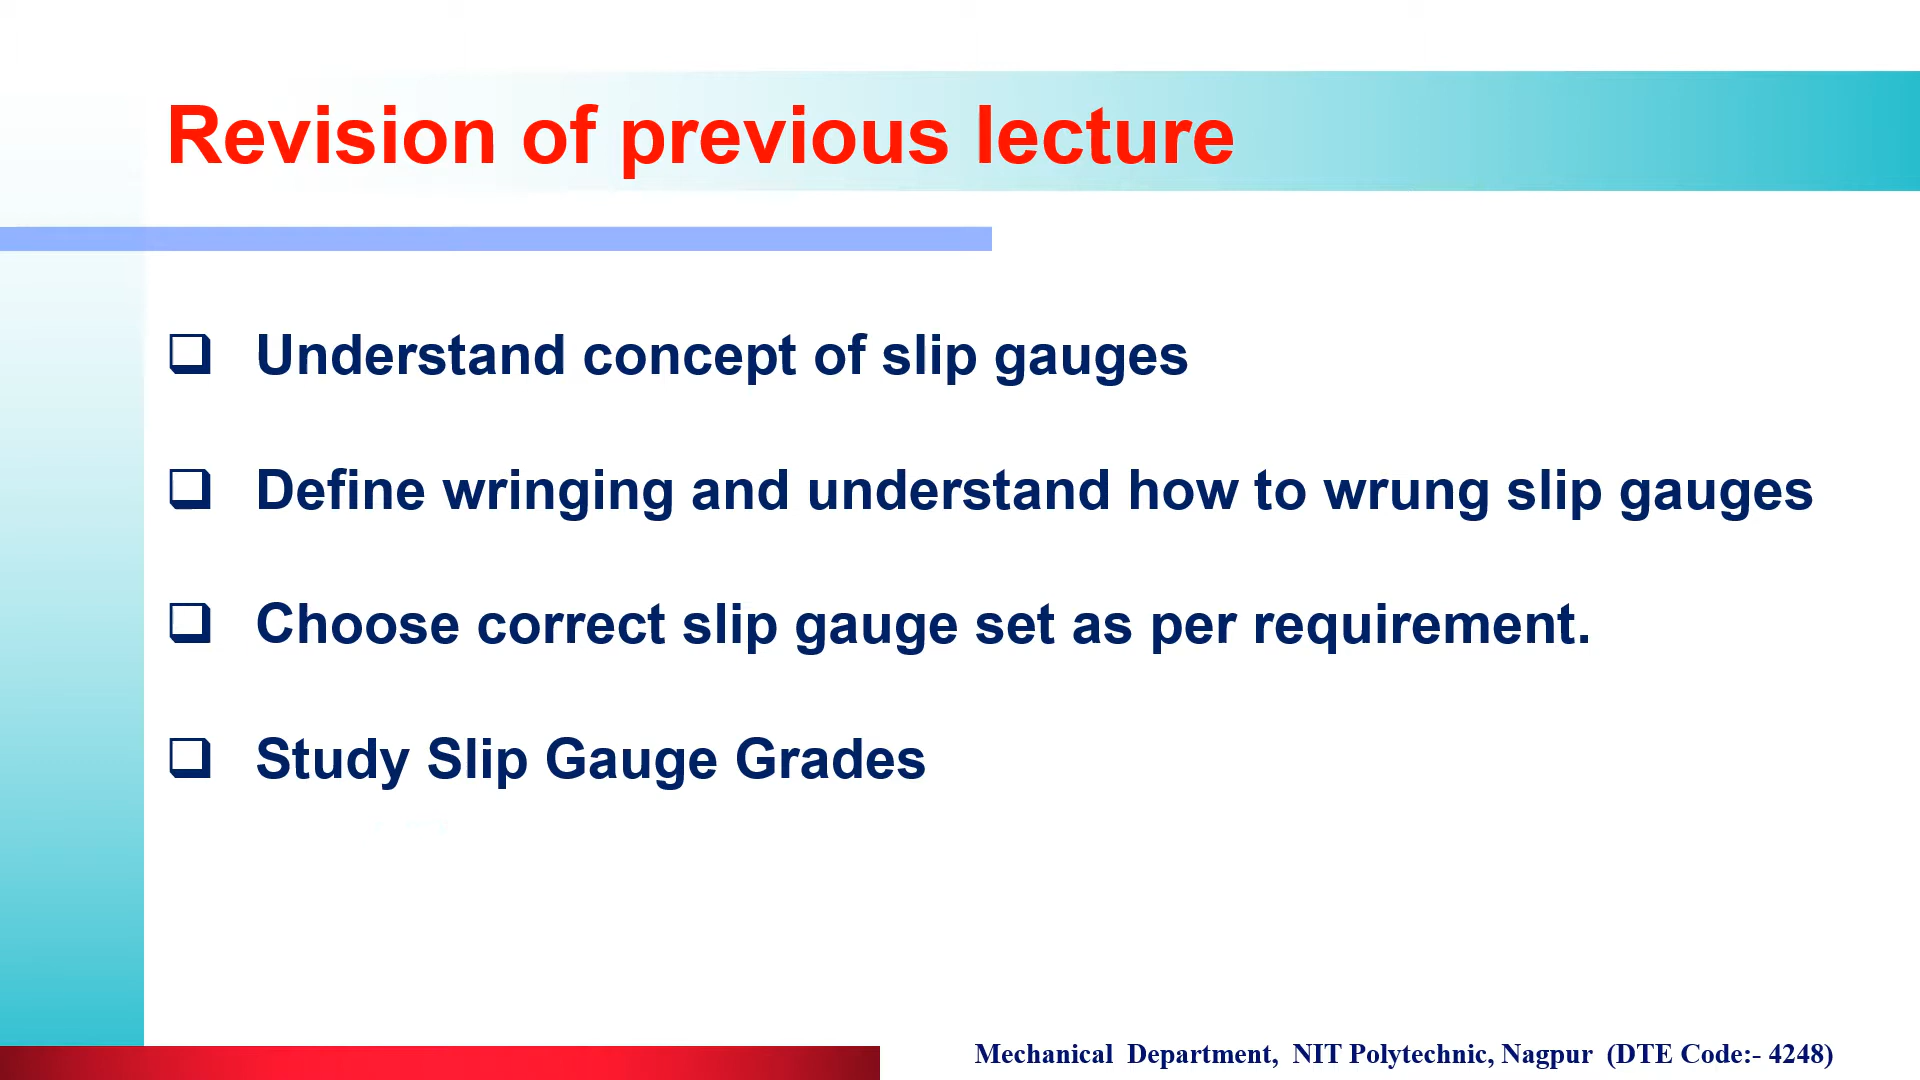 Revision of previous lecture
Understand concept of slip gauges
Define wringing and understand how to wrung slip gauges
Choose correct slip gauge set as per requirement.
Study Slip Gauge Grades
Mechanical Department, NIT Polytechnic, Nagpur (DTE Code:- 4248)